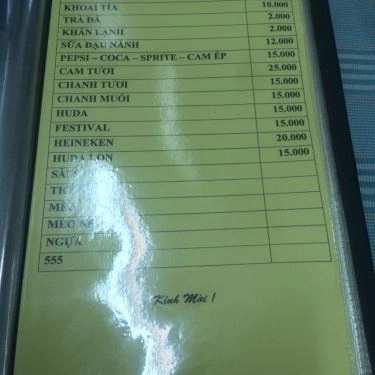 KHOAI TÍA 10.000
TRÀ ĐÁ 2.000
KHĂN LẠNH 2.000
SỮA ĐẬU NÀNH 12.000
PEPSI – COCA – SPRITE – CAM ÉP 15.000
CAM TƯƠI 25.000
CHANH TƯƠI 15.000
CHANH MUỐI 15.000
HUDA 15.000
FESTIVAL 15.000
HEINEKEN 20.000
HUDA LON 15.000
MÈO
NGỰA
555
Kính Mời !